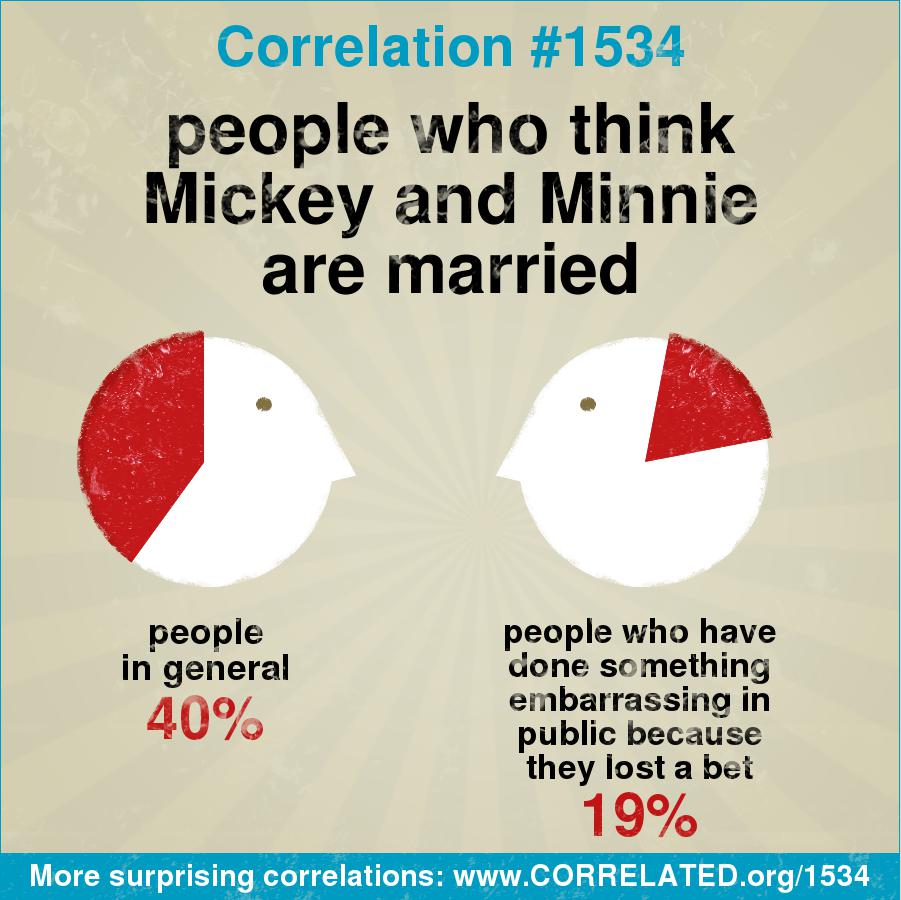 Correlation #1534
people who think
Mickey and Minnie
are married
people
in general
40%
people who have
done something
embarrassing in
public because
they lost a bet
19%
More surprising correlations: www.CORRELATED.org/1534